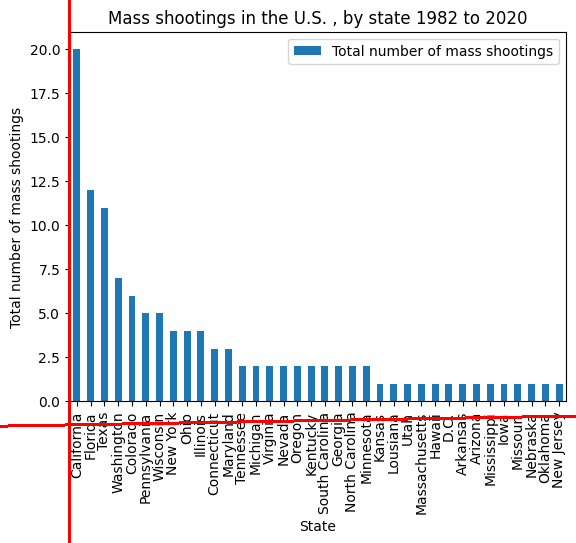 Mass shootings in the U.S. , by state 1982 to 2020
Total number of mass shootings
Total number of mass shootings
20.0
17.5
15.0
12.5
10.0
7.5
5.0
2.5
0.0
California
Florida
Texas
Washington
Colorado
Pennsylvania
Wisconsin
New York
Ohio
Illinois
Connecticut
Maryland
Tennessee
Michigan
Virginia
Nevada
Oregon
Kentucky
South Carolina
Georgia
North Carolina
Minnesota
Kansas
Lousiana
Utah
Massachusetts
Hawaii
D.C.
Arkansas
Arizona
Mississippi
Iowa
Missouri
Nebraska
Oklahoma
New Jersey
State